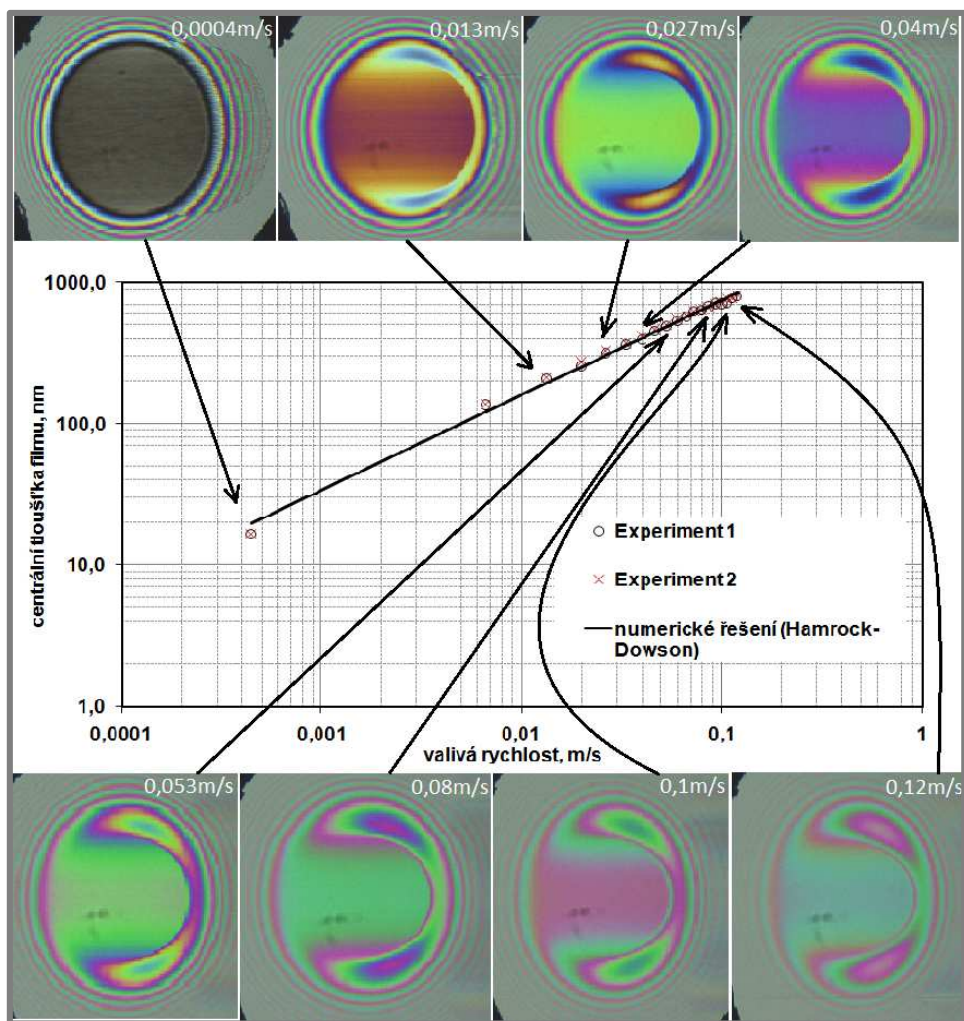 0,0004m/s
0,013m/s
0,027m/s
0,04m/s
1000,0
100,0
10,0
1,0
centrální tloušťka filmu, nm
Experiment 1
Experiment 2
numerické řešení (Hamrock-
Dowson)
0,0001
0,001
0,01
0,1
1
valivá rychlost, m/s
0,053m/s
0,08m/s
0,1m/s
0,12m/s